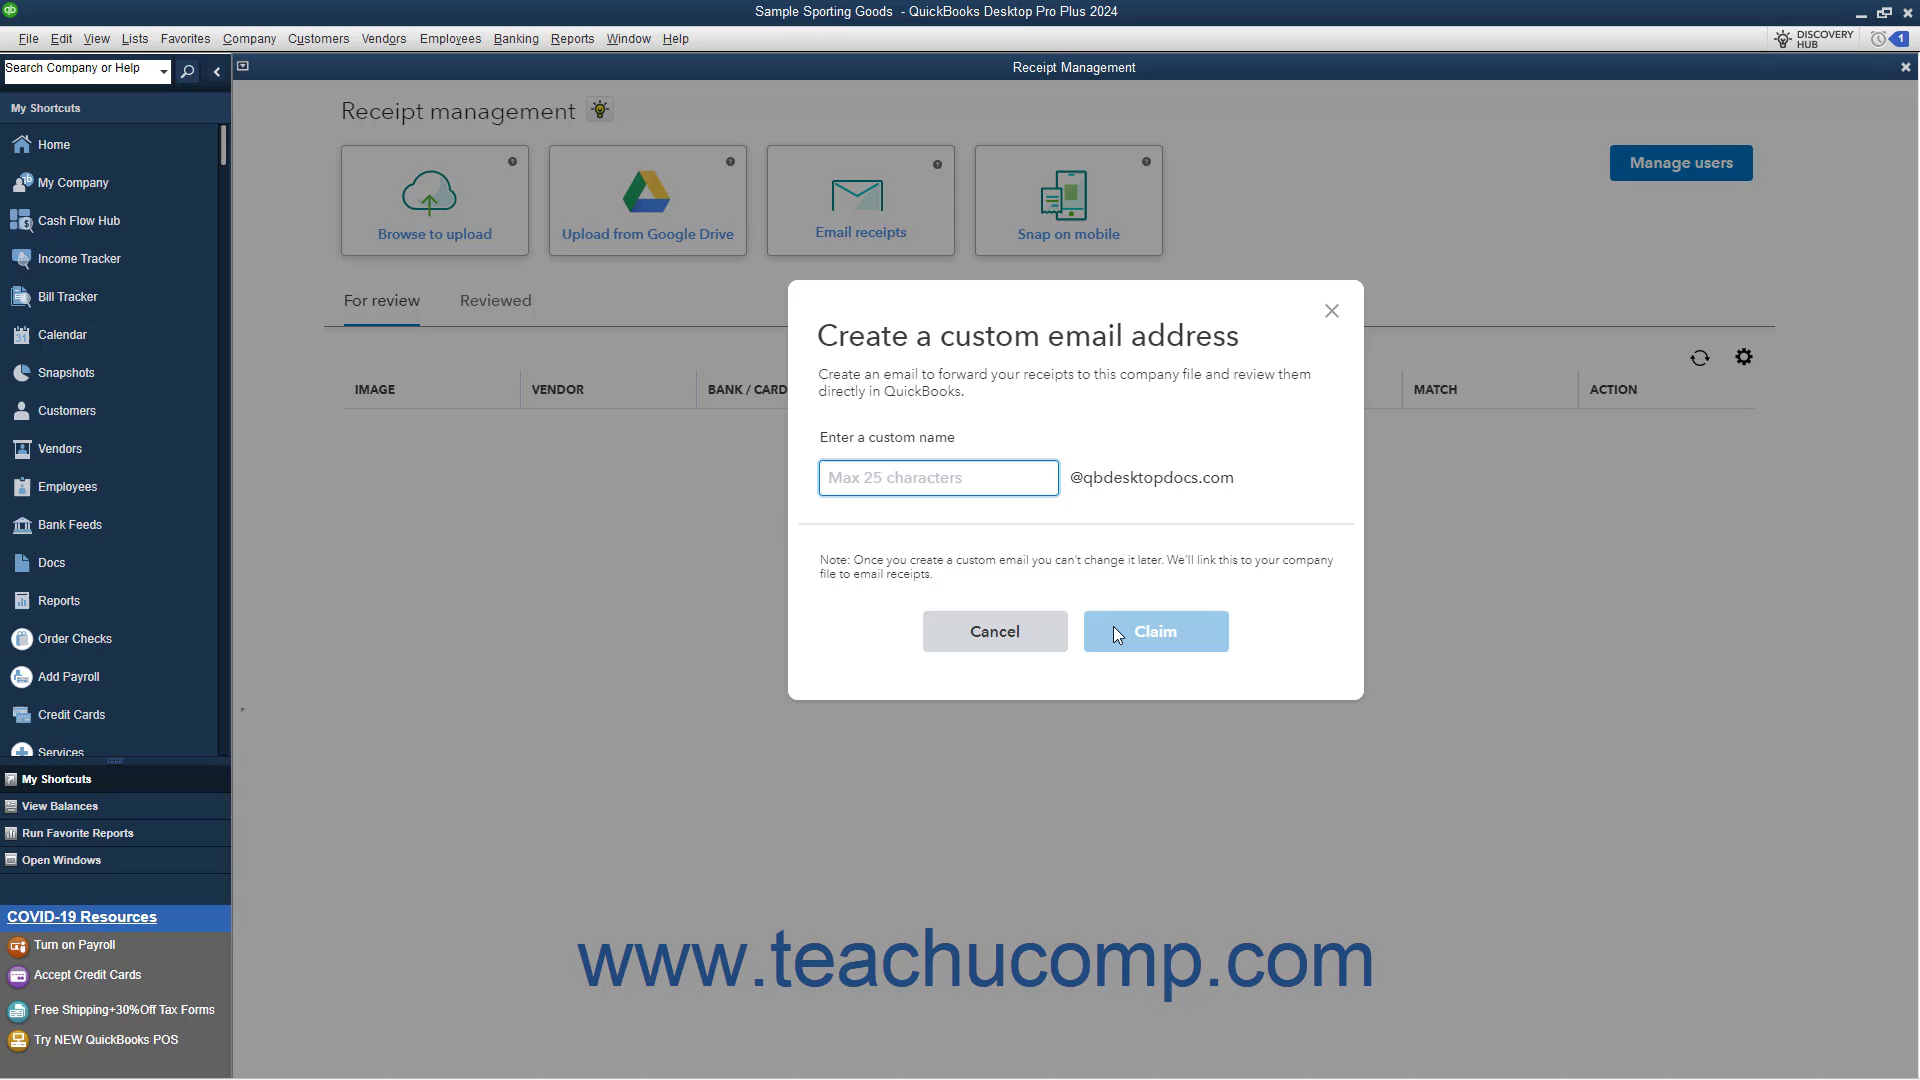 Sample Sporting Goods - QuickBooks Desktop Pro Plus 2024
File Edit View Lists Favorites Company Customers Vendors Employees Banking Reports Window Help
DISCOVERY
HUB
1
Search Company or Help
Receipt Management
My Shortcuts
Home
My Company
Cash Flow Hub
Income Tracker
Bill Tracker
Calendar
Snapshots
Customers
Vendors
Employees
Bank Feeds
Docs
Reports
Order Checks
Add Payroll
Credit Cards
Services
My Shortcuts
View Balances
Run Favorite Reports
Open Windows
COVID-19 Resources
Turn on Payroll
Accept Credit Cards
Free Shipping+30%Off Tax Forms
Try NEW QuickBooks POS
Receipt management
Browse to upload
Upload from Google Drive
Email receipts
Snap on mobile
Manage users
For review Reviewed
IMAGE VENDOR BANK / CARD MATCH ACTION
Create a custom email address
Create an email to forward your receipts to this company file and review them
directly in QuickBooks.
Enter a custom name
Max 25 characters @qbdesktopdocs.com
Note: Once you create a custom email you can't change it later. We'll link this to your company
file to email receipts.
Cancel Claim
www.teachucomp.com